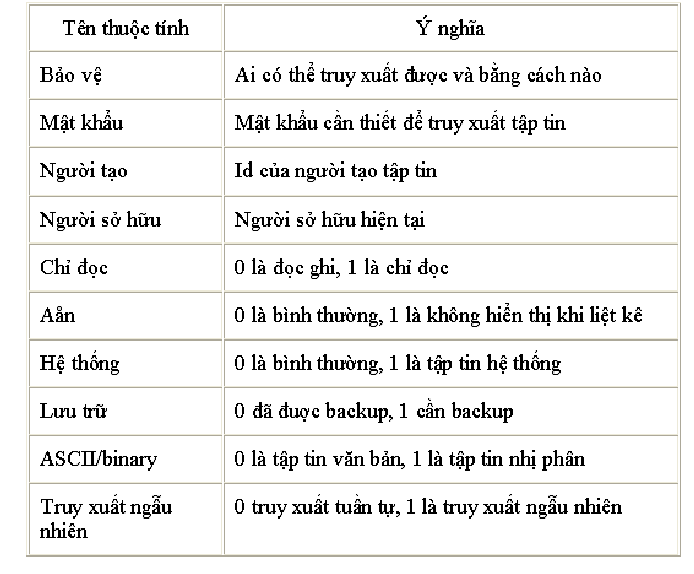 Tên thuộc tính Ý nghĩa
Bảo vệ Ai có thể truy xuất được và bằng cách nào
Mật khẩu Mật khẩu cần thiết để truy xuất tập tin
Người tạo Id của người tạo tập tin
Người sở hữu Người sở hữu hiện tại
Chỉ đọc 0 là đọc ghi, 1 là chỉ đọc
Aån 0 là bình thường, 1 là không hiển thị khi liệt kê
Hệ thống 0 là bình thường, 1 là tập tin hệ thống
Lưu trữ 0 đã đuợc backup, 1 cần backup
ASCII/binary 0 là tập tin văn bản, 1 là tập tin nhị phân
Truy xuất ngẫu 0 truy xuất tuần tự, 1 là truy xuất ngẫu nhiên
nhiên